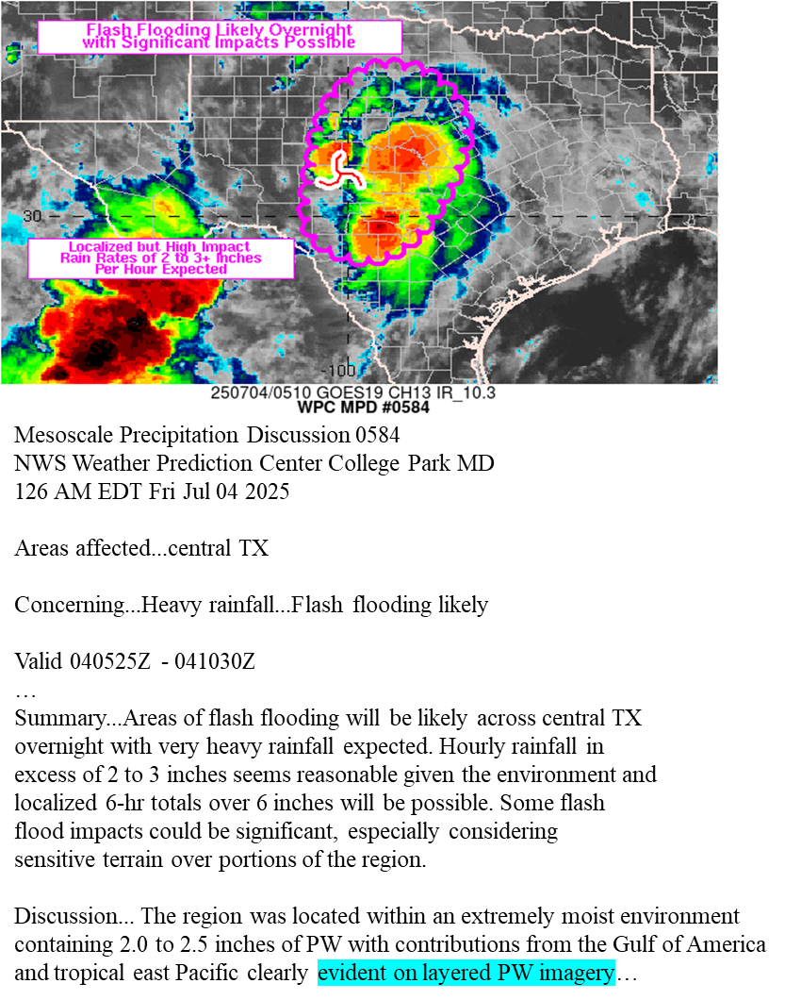 Flash Flooding Likely Overnight
with Significant Impacts Possible
30
Localized but High Impact
Rain Rates of 2 to 3+ Inches
Per Hour Expected
-100
250704/0510 GOES19 CH13 IR_10.3
WPC MPD #0584
Mesoscale Precipitation Discussion 0584
NWS Weather Prediction Center College Park MD
126 AM EDT Fri Jul 04 2025
Areas affected...central TX
Concerning...Heavy rainfall...Flash flooding likely
Valid 040525Z - 041030Z
…
Summary...Areas of flash flooding will be likely across central TX
overnight with very heavy rainfall expected. Hourly rainfall in
excess of 2 to 3 inches seems reasonable given the environment and
localized 6-hr totals over 6 inches will be possible. Some flash
flood impacts could be significant, especially considering
sensitive terrain over portions of the region.
Discussion... The region was located within an extremely moist environment
containing 2.0 to 2.5 inches of PW with contributions from the Gulf of America
and tropical east Pacific clearly evident on layered PW imagery…